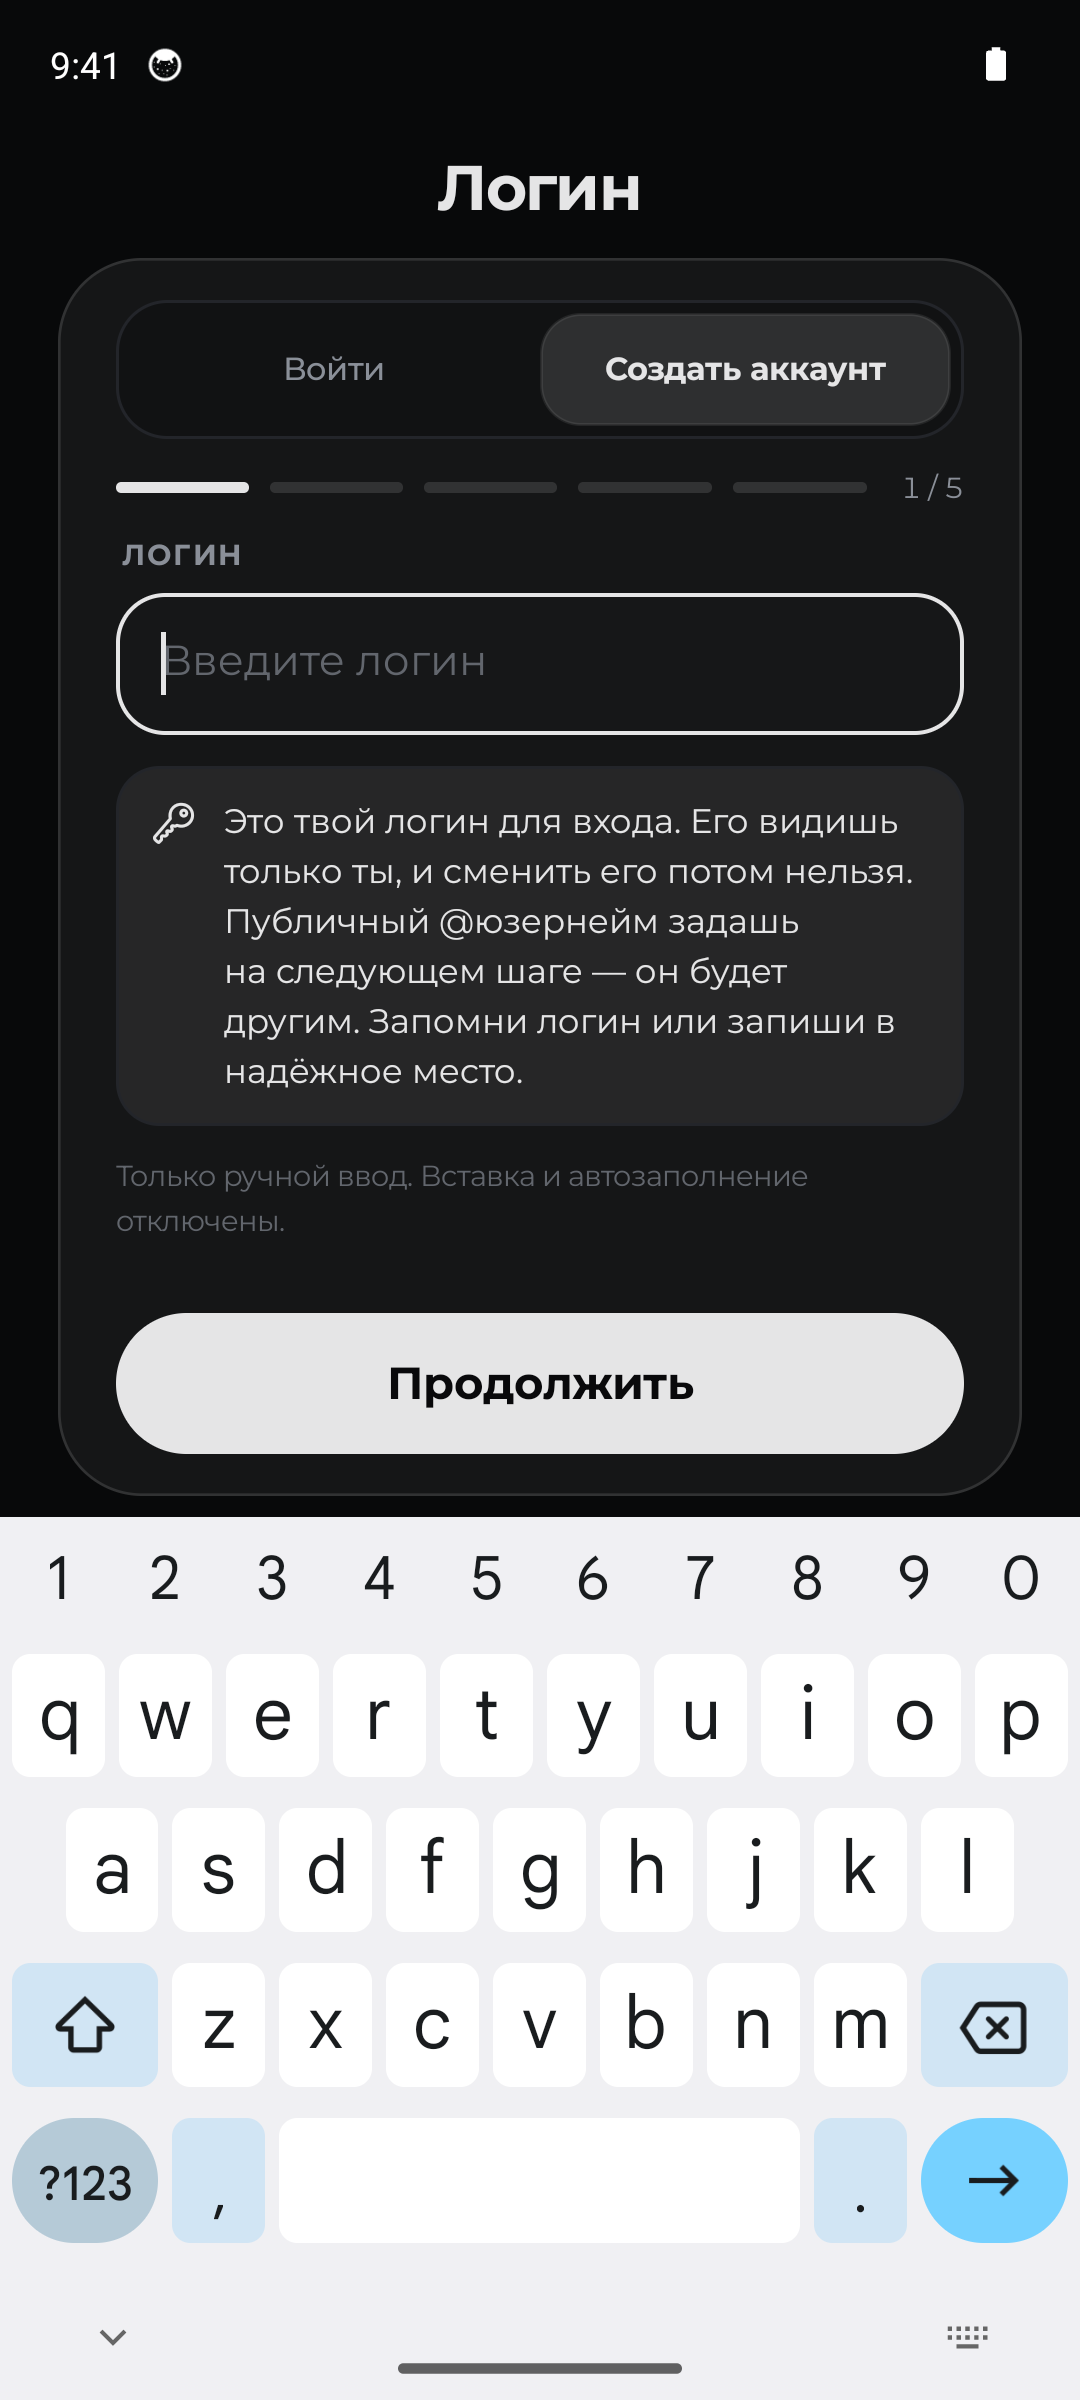 9:41
Логин
Войти
Создать аккаунт
1 / 5
ЛОГИН
Введите логин
Это твой логин для входа. Его видишь
только ты, и сменить его потом нельзя.
Публичный @юзернейм задашь
на следующем шаге — он будет
другим. Запомни логин или запиши в
надёжное место.
Только ручной ввод. Вставка и автозаполнение
отключены.
Продолжить
1 2 3 4 5 6 7 8 9 0
q w e r t y u i o p
a s d f g h j k l
z x c v b n m
?123 , .